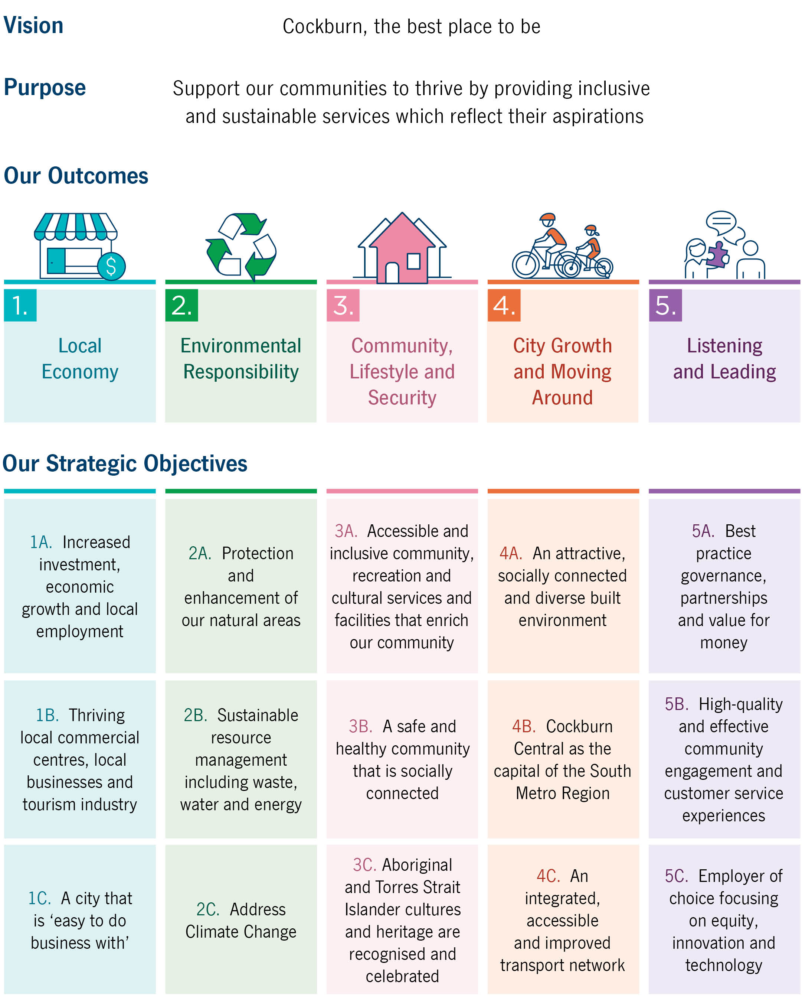 Vision
Cockburn, the best place to be
Purpose
Support our communities to thrive by providing inclusive
and sustainable services which reflect their aspirations
Our Outcomes
$
1.
Local
Economy
2.
Environmental
Responsibility
3.
Community,
Lifestyle and
Security
4.
City Growth
and Moving
Around
5.
Listening
and Leading
Our Strategic Objectives
1A. Increased
investment,
economic
growth and local
employment
2A. Protection
and
enhancement of
our natural areas
3A. Accessible and
inclusive community,
recreation and
cultural services and
facilities that enrich
our community
4A. An attractive,
socially connected
and diverse built
environment
5A. Best
practice
governance,
partnerships
and value for
money
1B. Thriving
local commercial
centres, local
businesses and
tourism industry
2B. Sustainable
resource
management
including waste,
water and energy
3B. A safe and
healthy community
that is socially
connected
4B. Cockburn
Central as the
capital of the South
Metro Region
5B. High-quality
and effective
community
engagement and
customer service
experiences
1C. A city that
is ‘easy to do
business with’
2C. Address
Climate Change
3C. Aboriginal
and Torres Strait
Islander cultures
and heritage are
recognised and
celebrated
4C. An
integrated,
accessible
and improved
transport network
5C. Employer of
choice focusing
on equity,
innovation and
technology